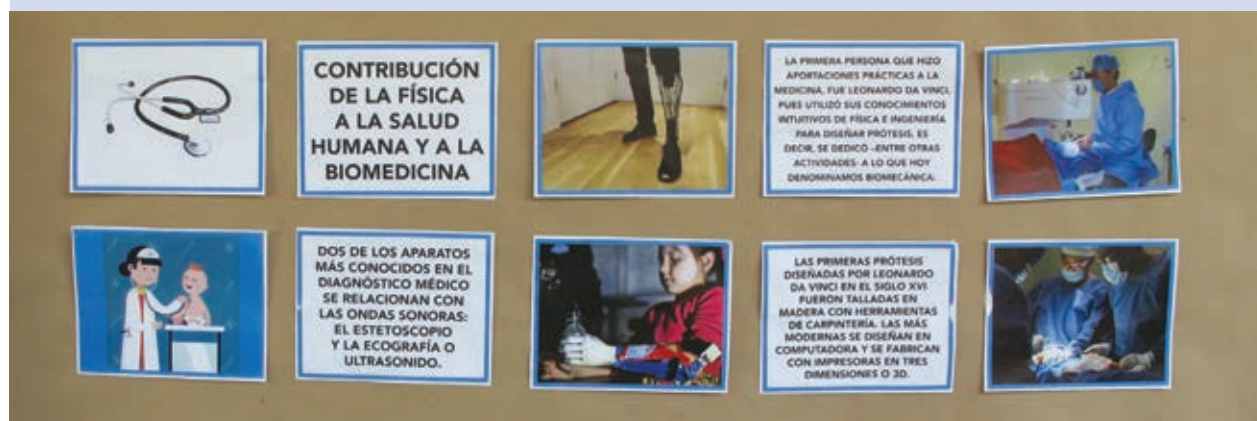 CONTRIBUCIÓN
DE LA FÍSICA
A LA SALUD
HUMANA Y A LA
BIOMEDICINA
LA PRIMERA PERSONA QUE HIZO
APORTACIONES PRÁCTICAS A LA
MEDICINA, FUE LEONARDO DA VINCI,
PUES UTILIZÓ SUS CONOCIMIENTOS
INTUITIVOS DE FÍSICA E INGENIERÍA
PARA DISEÑAR PRÓTESIS, ES
DECIR, SE DEDICÓ –ENTRE OTRAS
ACTIVIDADES– A LO QUE HOY
DENOMINAMOS BIOMECÁNICA.
DOS DE LOS APARATOS
MÁS CONOCIDOS EN EL
DIAGNÓSTICO MÉDICO
SE RELACIONAN CON
LAS ONDAS SONORAS:
EL ESTETOSCOPIO
Y LA ECOGRAFÍA O
ULTRASONIDO.
LAS PRIMERAS PRÓTESIS
DISEÑADAS POR LEONARDO
DA VINCI EN EL SIGLO XVI
FUERON TALLADAS EN
MADERA CON HERRAMIENTAS
DE CARPINTERÍA. LAS MÁS
MODERNAS SE DISEÑAN EN
COMPUTADORA Y SE FABRICAN
CON IMPRESORAS EN TRES
DIMENSIONES O 3D.